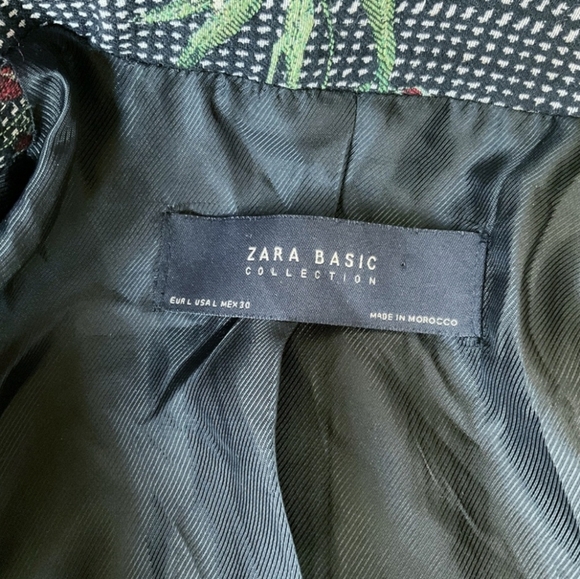 ZARA BASIC
COLLECTION
EUR L USA L MEX 30
MADE IN MOROCCO